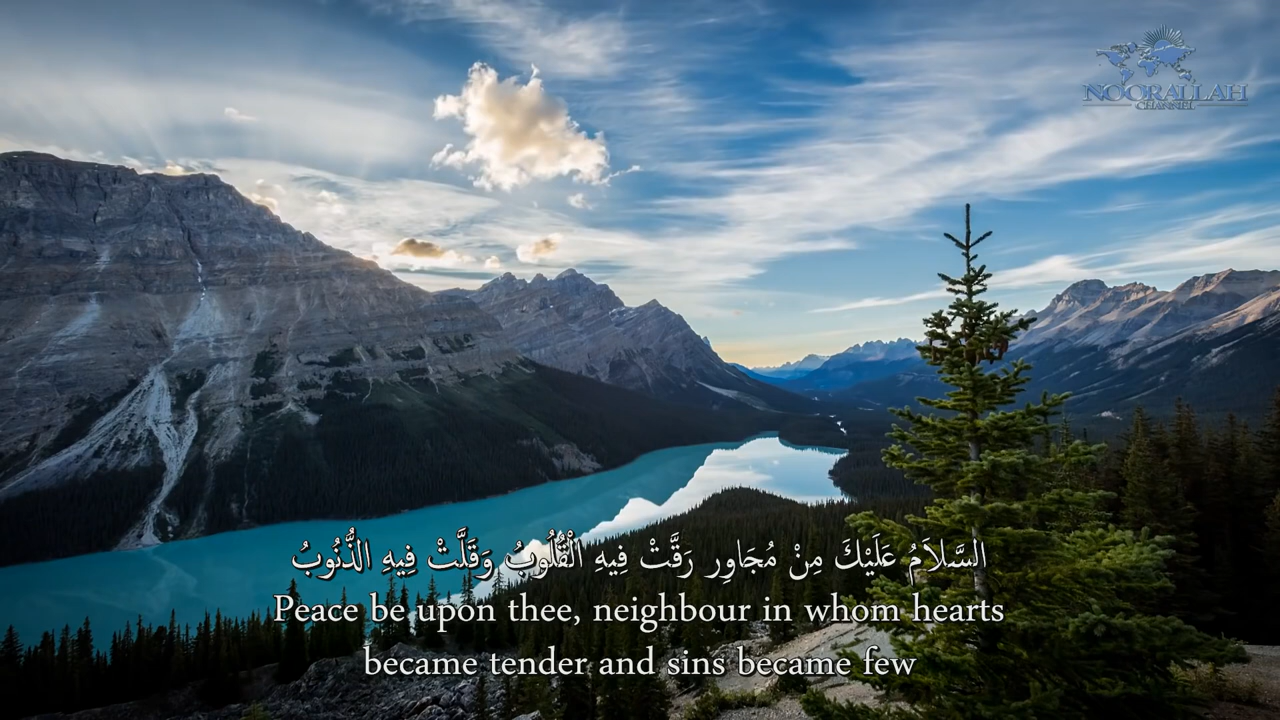 NOORALLAH
CHANNEL
السَّلاَمُ عَلَيْكَ مِنْ مُجَاوِر رَقَّتْ فِيهِ الْقُلُوبُ وَقَلَّتْ فِيهِ الذُّنُوبُ
Peace be upon thee, neighbour in whom hearts
became tender and sins became few